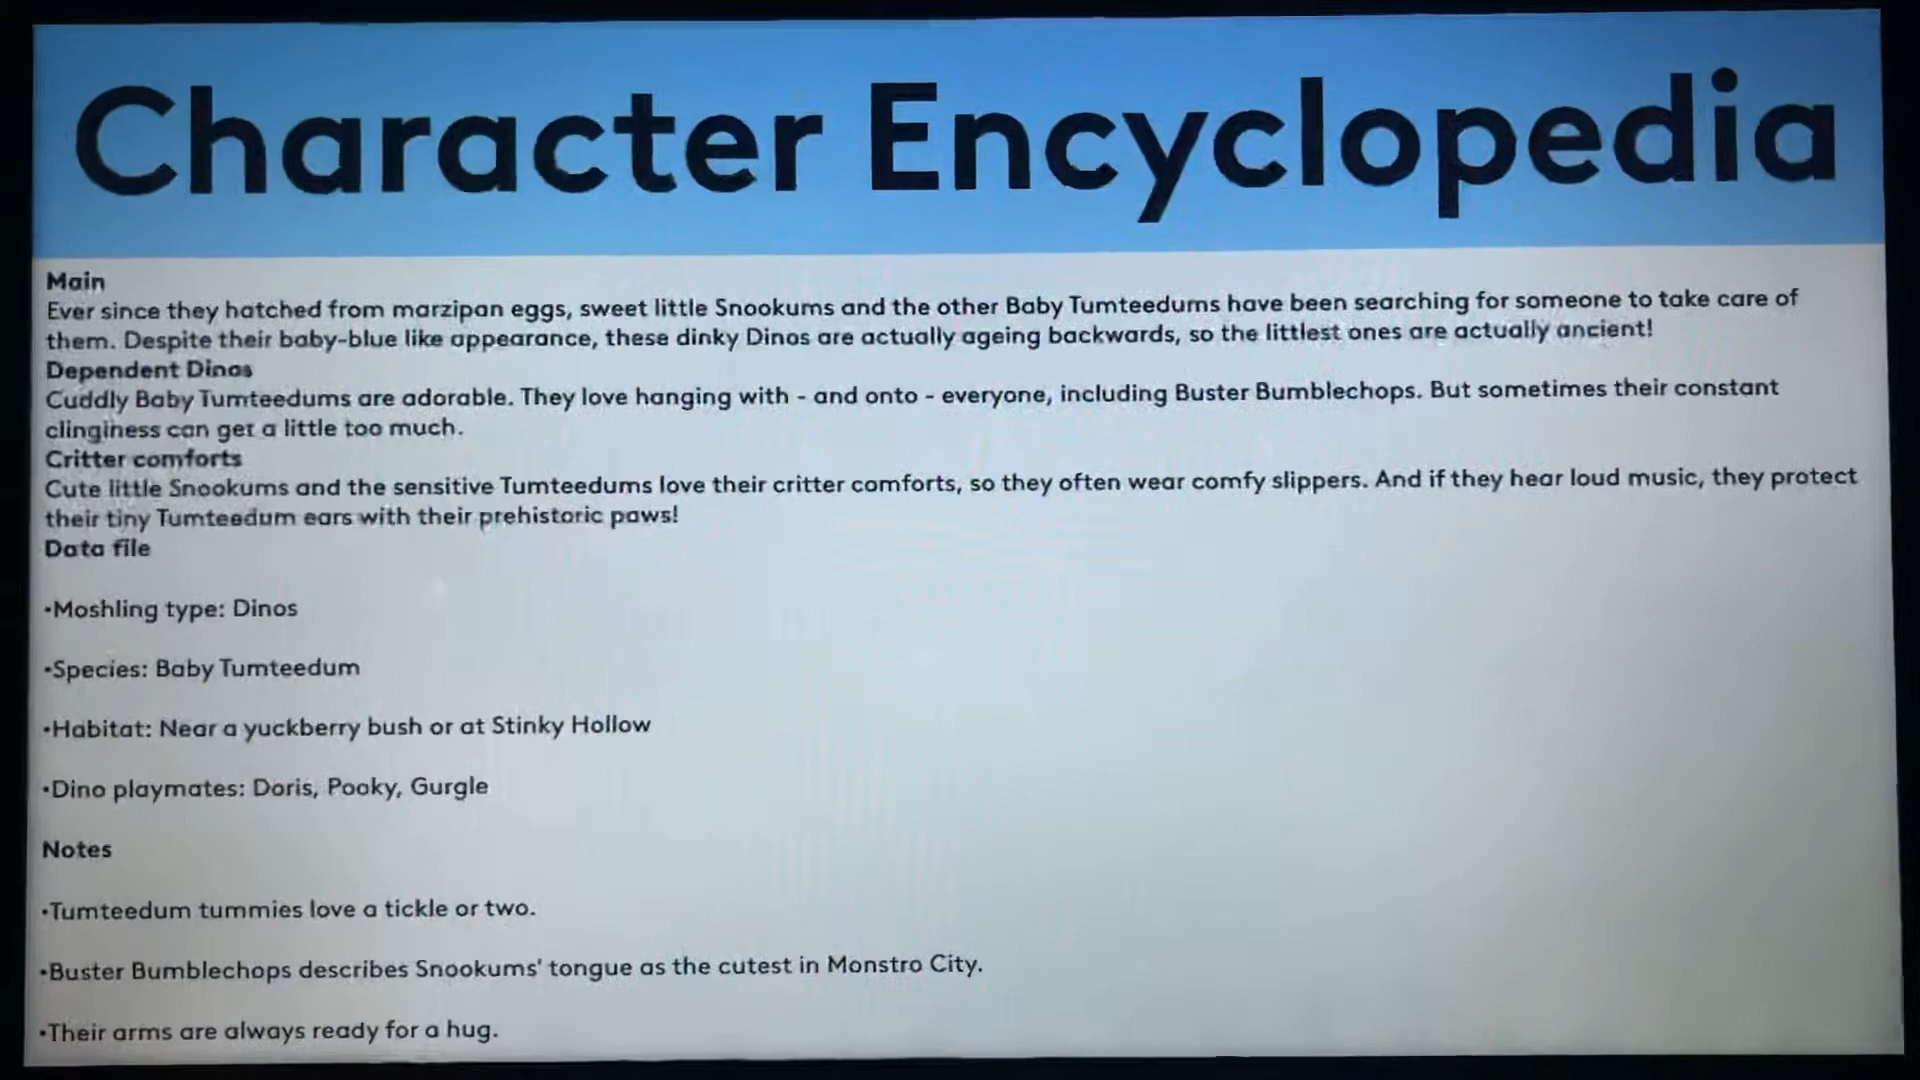 Character Encyclopedia
Main
Ever since they hatched from marzipan eggs, sweet little Snookums and the other Baby Tumteedums have been searching for someone to take care of
them. Despite their baby-blue like appearance, these dinky Dinos are actually ageing backwards, so the littlest ones are actually ancient!
Dependent Dinos
Cuddly Baby Tumteedums are adorable. They love hanging with - and onto - everyone, including Buster Bumblechops. But sometimes their constant
clinginess can get a little too much.
Critter comforts
Cute little Snookums and the sensitive Tumteedums love their critter comforts, so they often wear comfy slippers. And if they hear loud music, they protect
their tiny Tumteedum ears with their prehistoric paws!
Data file
•Moshling type: Dinos
•Species: Baby Tumteedum
•Habitat: Near a yuckberry bush or at Stinky Hollow
•Dino playmates: Doris, Pooky, Gurgle
Notes
•Tumteedum tummies love a tickle or two.
•Buster Bumblechops describes Snookums' tongue as the cutest in Monstro City.
•Their arms are always ready for a hug.